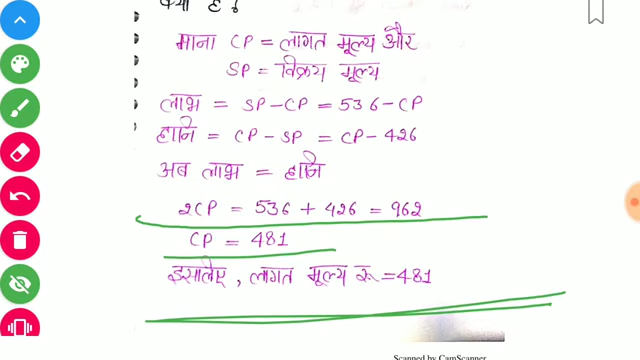 क्या है ?
माना CP = लागत मूल्य और
SP = विक्रय मूल्य
लाभ = SP - CP = 536 - CP
हानि = CP - SP = CP - 426
अब लाभ = हानि
2CP = 536 + 426 = 962
CP = 481
इसलिए, लागत मूल्य रू = 481
Scanned by CamScanner